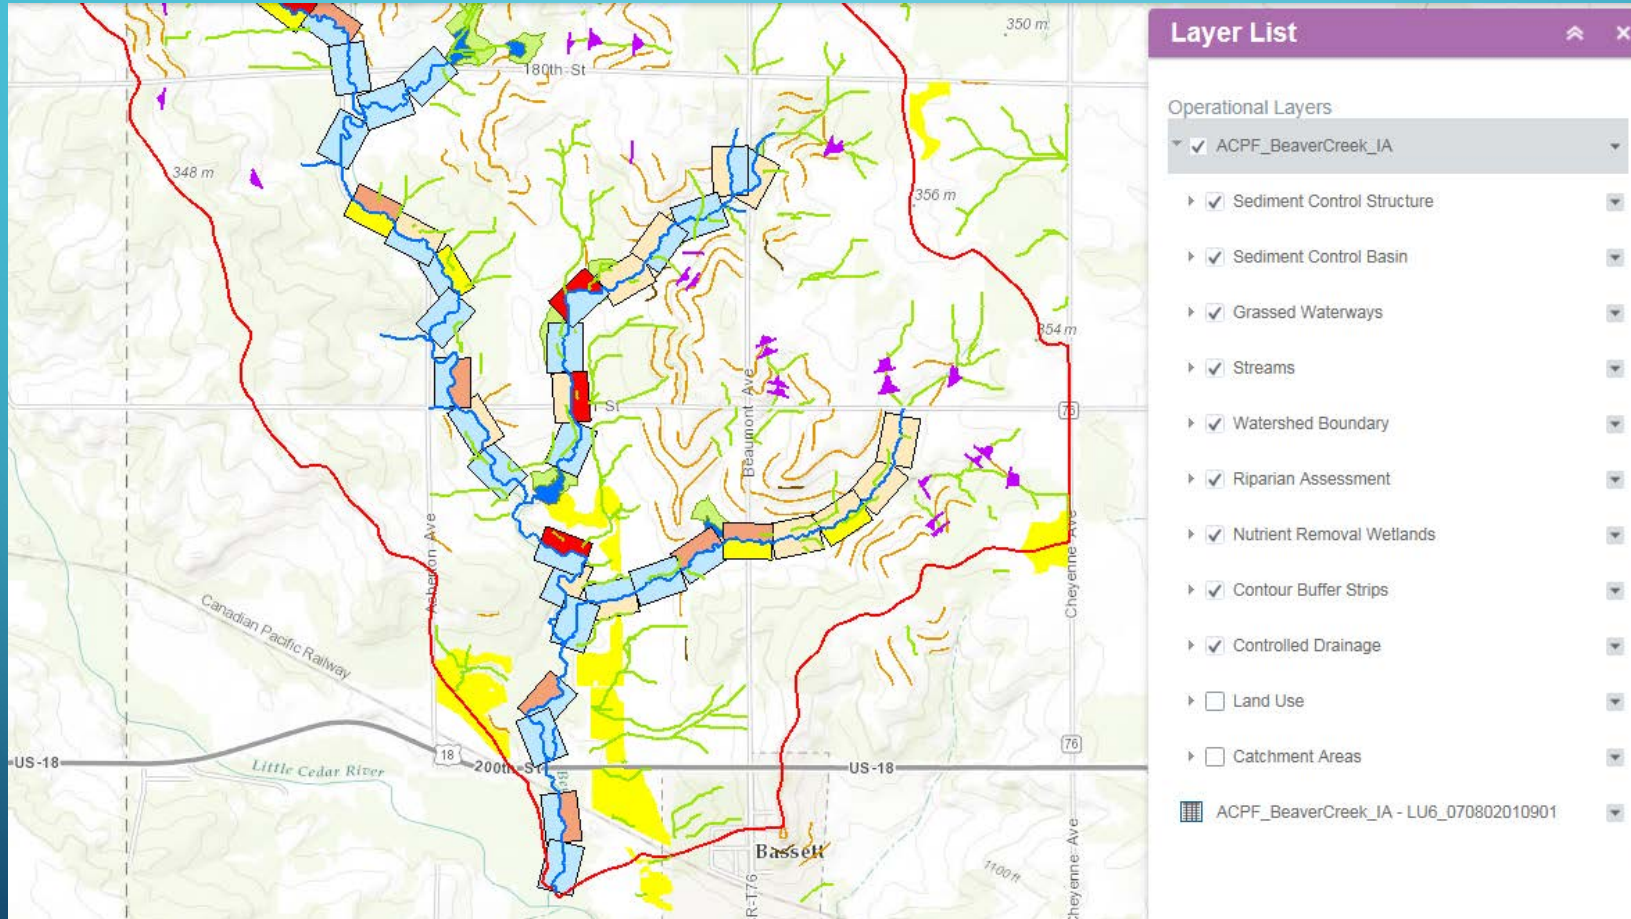 350 m
180th St
348 m
356 m
354 m
St
76
Beaumont Ave
Asherton Ave
Cheyenne Ave
Canadian Pacific Railway
18
76
US-18
200th St
US-18
Little Cedar River
Bassett
1100 ft
R-T76
Cheyenne Ave
Layer List
Operational Layers
ACPF_BeaverCreek_IA
Sediment Control Structure
Sediment Control Basin
Grassed Waterways
Streams
Watershed Boundary
Riparian Assessment
Nutrient Removal Wetlands
Contour Buffer Strips
Controlled Drainage
Land Use
Catchment Areas
ACPF_BeaverCreek_IA - LU6_070802010901